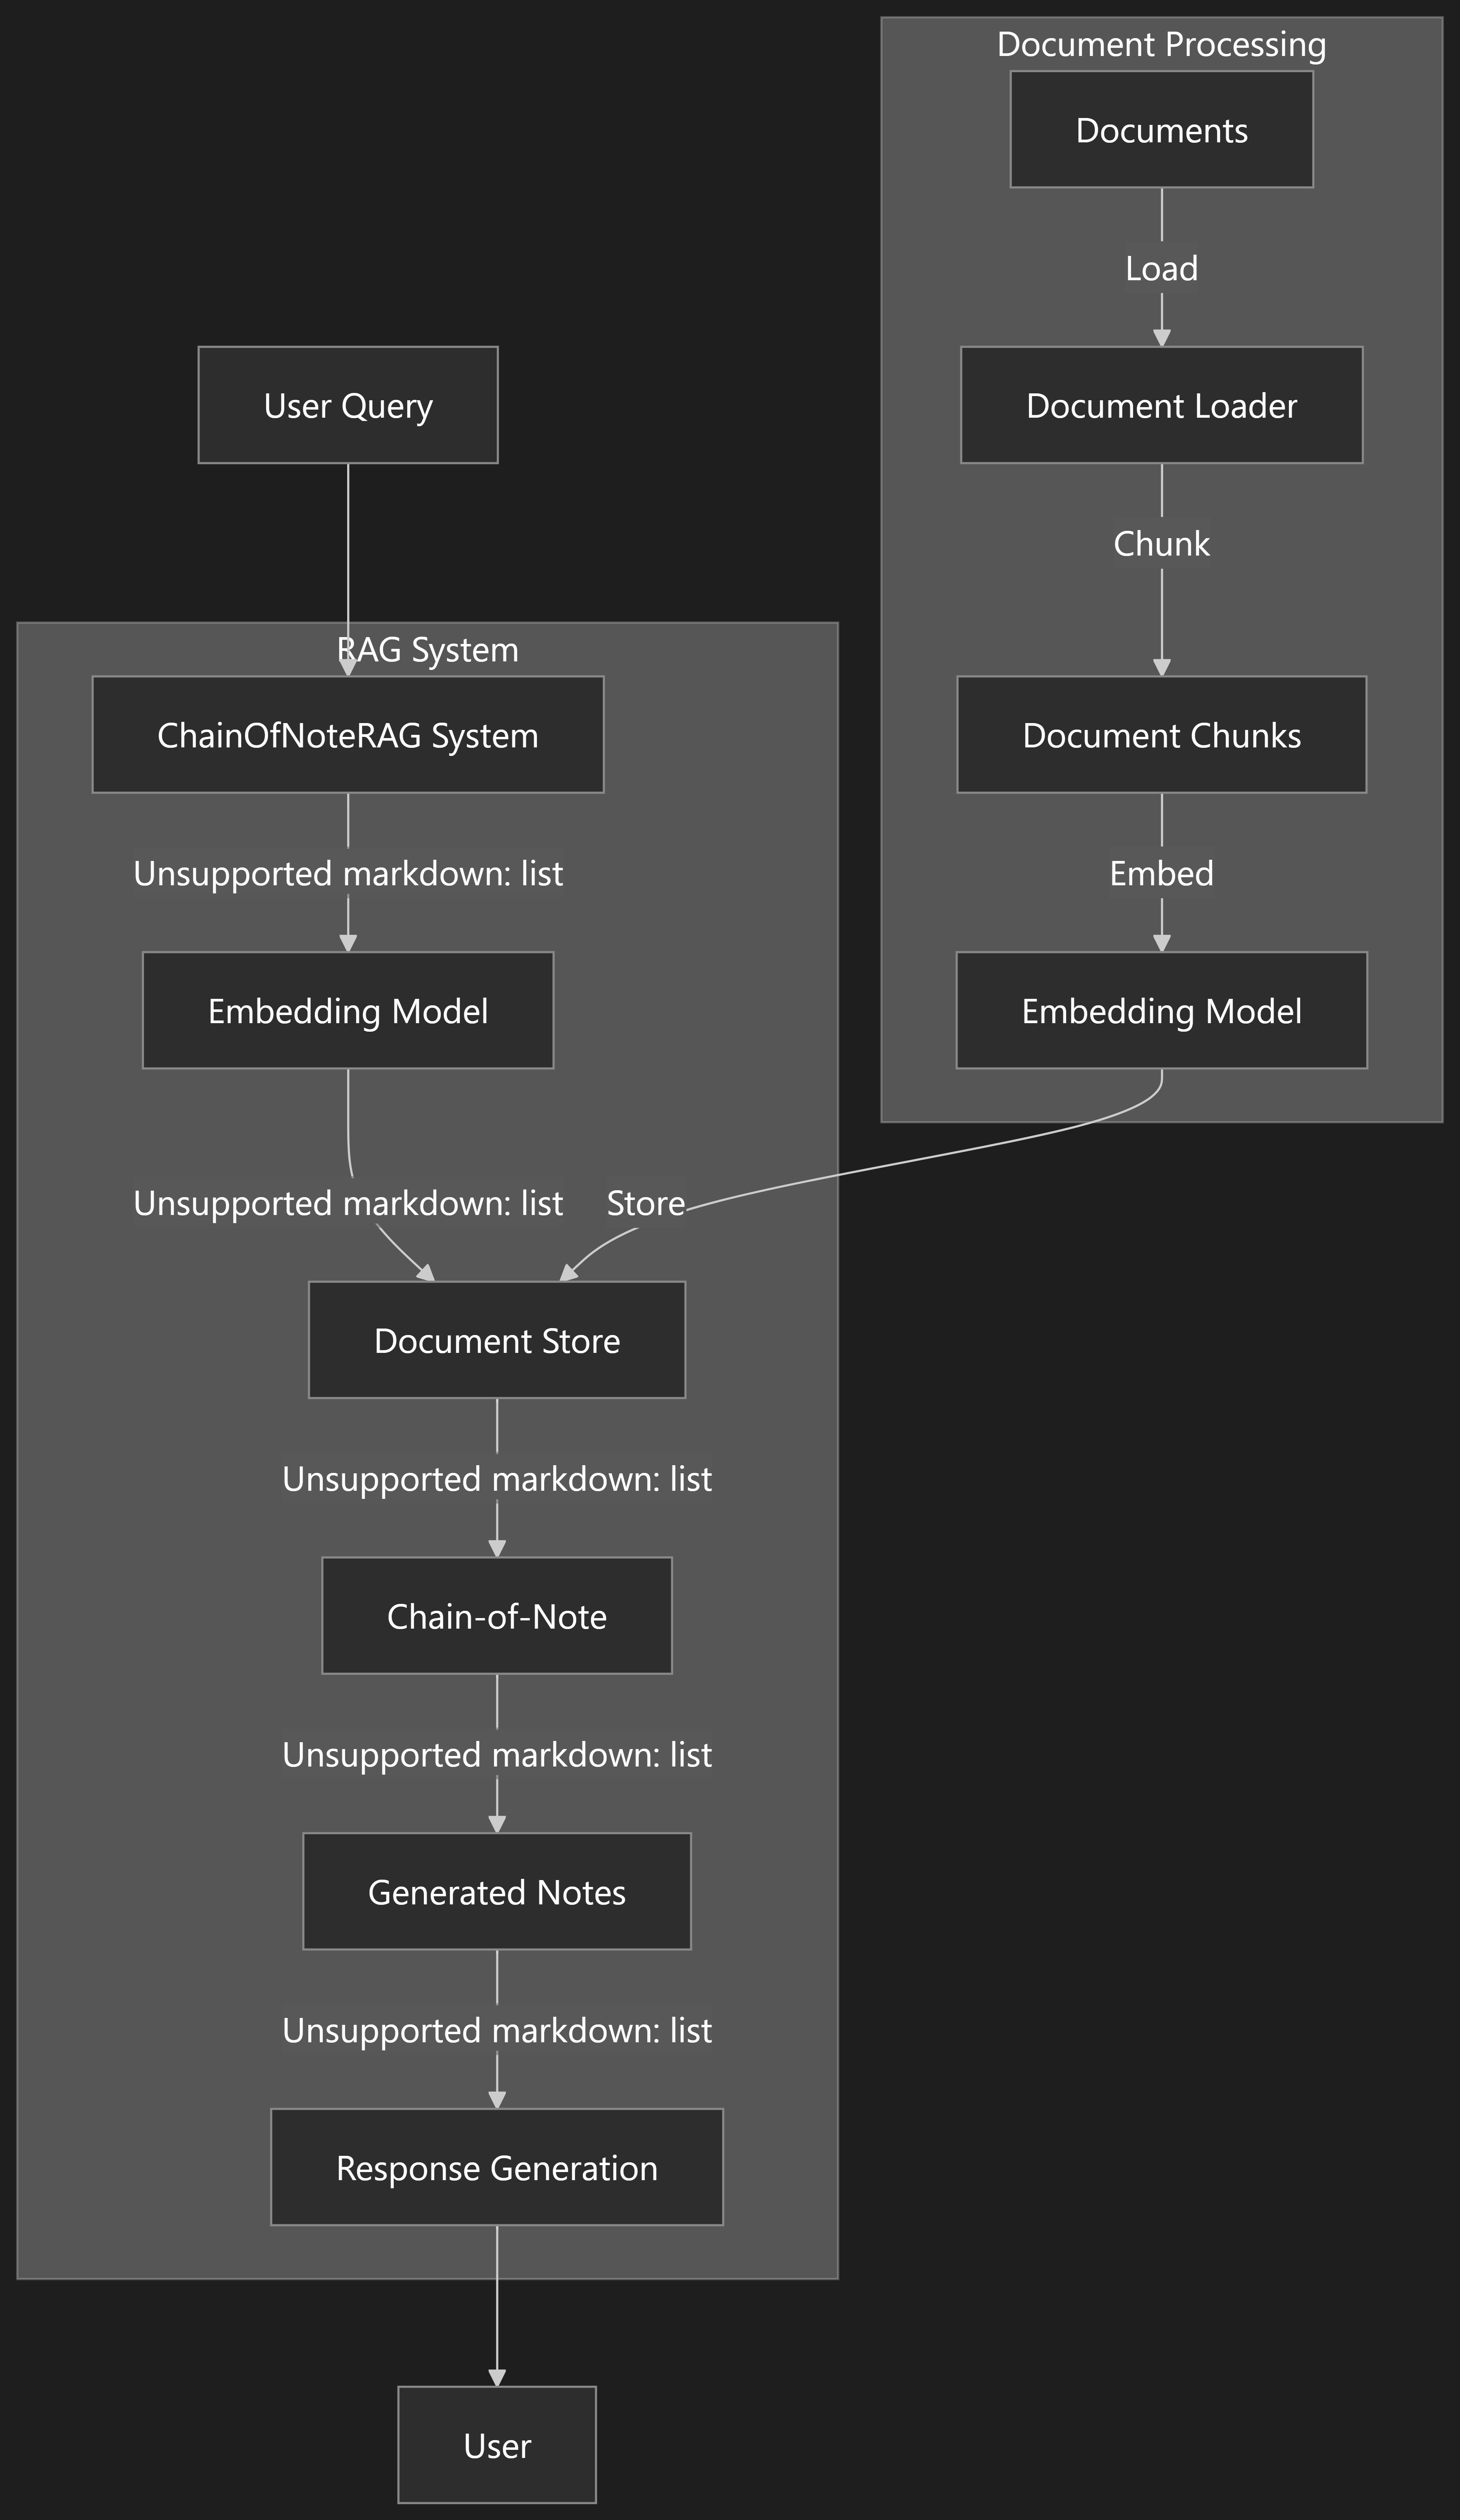 Document Processing
Documents
Load
User Query
Document Loader
Chunk
RAG System
ChainOfNoteRAG System
Document Chunks
Unsupported markdown: list
Embed
Embedding Model
Embedding Model
Unsupported markdown: list
Store
Document Store
Unsupported markdown: list
Chain-of-Note
Unsupported markdown: list
Generated Notes
Unsupported markdown: list
Response Generation
User